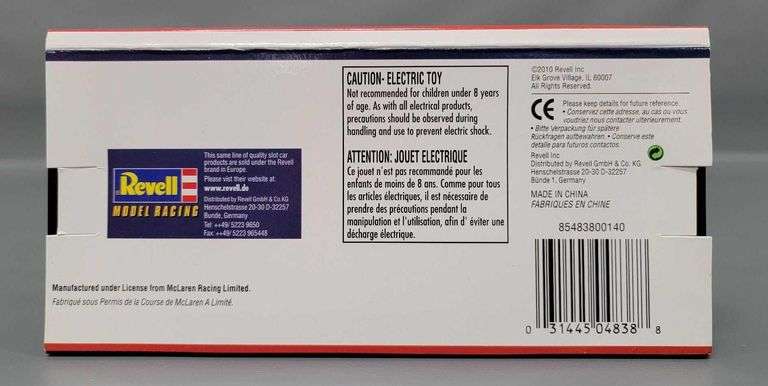 CAUTION- ELECTRIC TOY
Not recommended for children under 8 years
of age. As with all electrical products,
precautions should be observed during
handling and use to prevent electric shock.
ATTENTION: JOUET ELECTRIQUE
Ce jouet n'est pas recommandé pour les
enfants de moins de 8 ans. Comme pour tous
les articles électriques, il est nécessaire de
prendre des précautions pendant la
manipulation et l'utilisation, afin d' éviter une
décharge électrique.
©2010 Revell Inc
Elk Grove Village, IL 60007
All Rights Reserved.
CE
Please keep details for future reference.
• Conserviez cette adresse, au cas ou vous
voudriez nous contacter ulterieurement.
• Bitte Verpackung für spätere
Rückfragen aufbewahren. • Conserve este
detalle para futuros contactos.
Revell Inc
Distributed by Revell GmbH & Co. KG
Henschelstrasse 20-30 D-32257
Bünde 1, Germany
MADE IN CHINA
FABRIQUES EN CHINE
85483800140
0 31445 04838 8
Revell
MODEL RACING
This same line of quality slot car
products are sold under the Revell
brand in Europe.
Please visit their website at:
www.revell.de
Distributed by Revell GmbH & Co.KG
Henschelstrasse 20-30 D-32257
Bünde, Germany
Tel: ++49/ 5223 9650
Fax: ++49/ 5223 965448
Manufactured under License from McLaren Racing Limited.
Fabriqué sous Permis de la Course de McLaren A Limité.